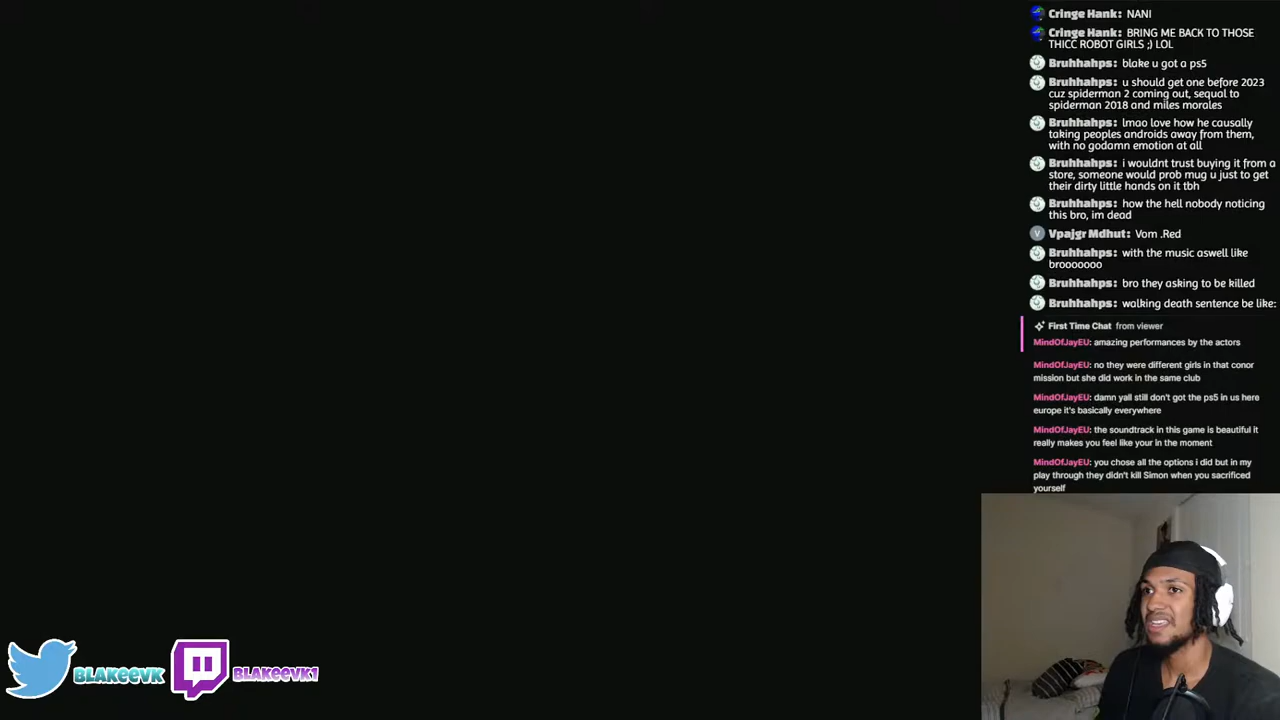 Cringe Hank: NANI
Cringe Hank: BRING ME BACK TO THOSE
THICC ROBOT GIRLS ;) LOL
Bruhhahps: blake u got a ps5
Bruhhahps: u should get one before 2023
cuz spiderman 2 coming out, sequal to
spiderman 2018 and miles morales
Bruhhahps: lmao love how he causally
taking peoples androids away from them,
with no godamn emotion at all
Bruhhahps: i wouldnt trust buying it from a
store, someone would prob mug u just to get
their dirty little hands on it tbh
Bruhhahps: how the hell nobody noticing
this bro, im dead
V Vpajgr Mdhut: Vom .Red
Bruhhahps: with the music aswell like
brooooooo
Bruhhahps: bro they asking to be killed
Bruhhahps: walking death sentence be like:
First Time Chat from viewer
MindOfJayEU: amazing performances by the actors
MindOfJayEU: no they were different girls in that conor
mission but she did work in the same club
MindOfJayEU: damn yall still don't got the ps5 in us here
europe it's basically everywhere
MindOfJayEU: the soundtrack in this game is beautiful it
really makes you feel like your in the moment
MindOfJayEU: you chose all the options i did but in my
play through they didn't kill Simon when you sacrificed
yourself
BLAKEEVK
BLAKEEVK1